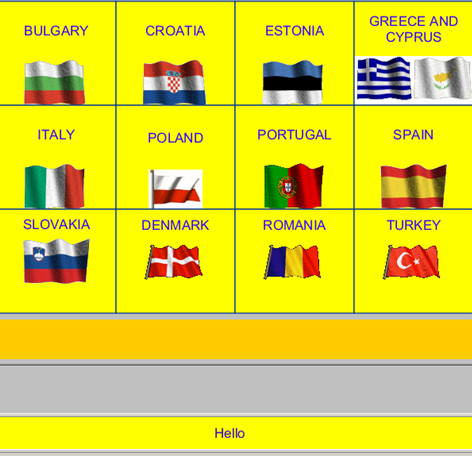 BULGARY
CROATIA
ESTONIA
GREECE AND
CYPRUS
ITALY
POLAND
PORTUGAL
SPAIN
SLOVAKIA
DENMARK
ROMANIA
TURKEY
Hello